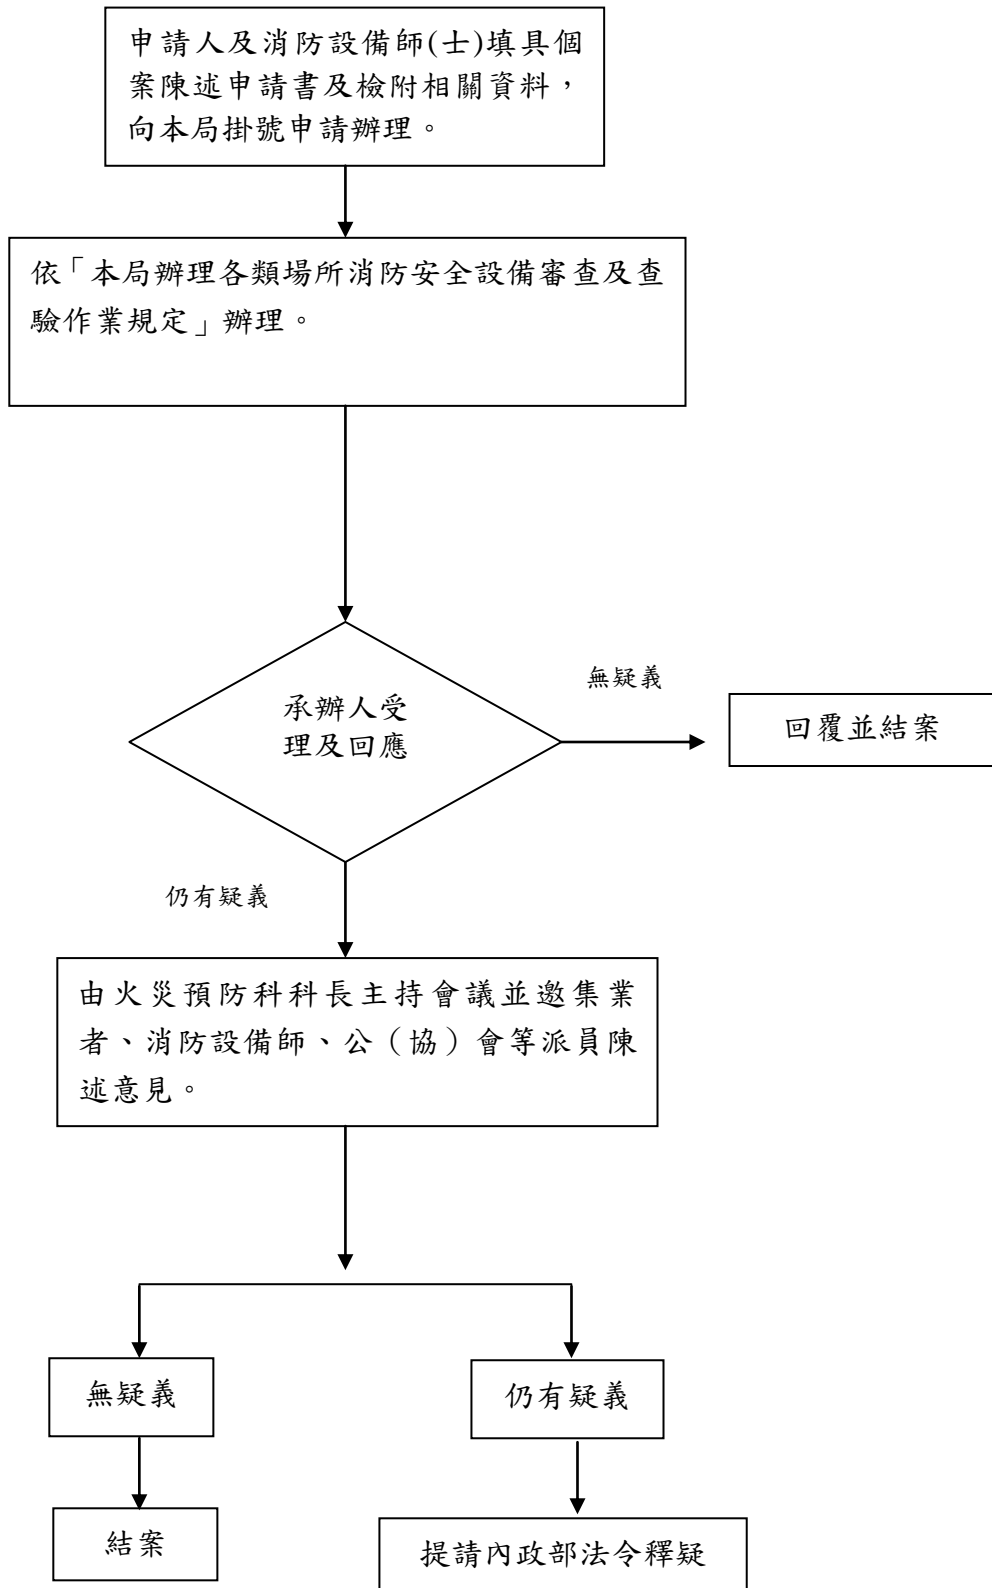 申請人及消防設備師(士)填具個
案陳述申請書及檢附相關資料，
向本局掛號申請辦理。
依「本局辦理各類場所消防安全設備審查及查
驗作業規定」辦理。
承辦人受
理及回應
無疑義
回覆並結案
仍有疑義
由火災預防科科長主持會議並邀集業
者、消防設備師、公（協）會等派員陳
述意見。
無疑義
仍有疑義
結案
提請內政部法令釋疑